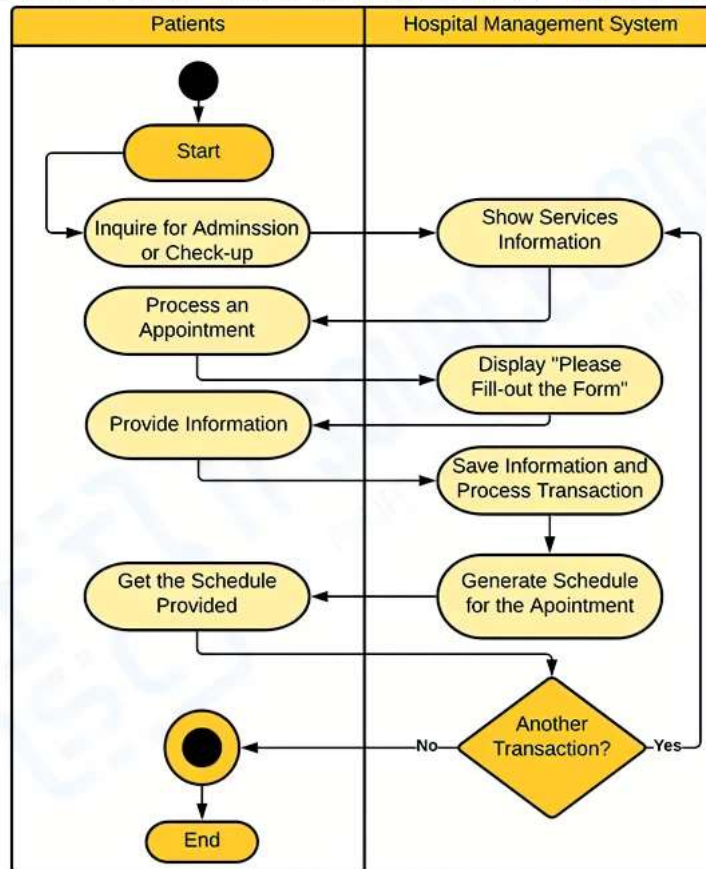 Patients
Hospital Management System
Start
Inquire for Adminssion
or Check-up
Show Services
Information
Process an
Appointment
Display "Please
Fill-out the Form"
Provide Information
Save Information and
Process Transaction
Get the Schedule
Provided
Generate Schedule
for the Apointment
Another
Transaction?
No
Yes
End